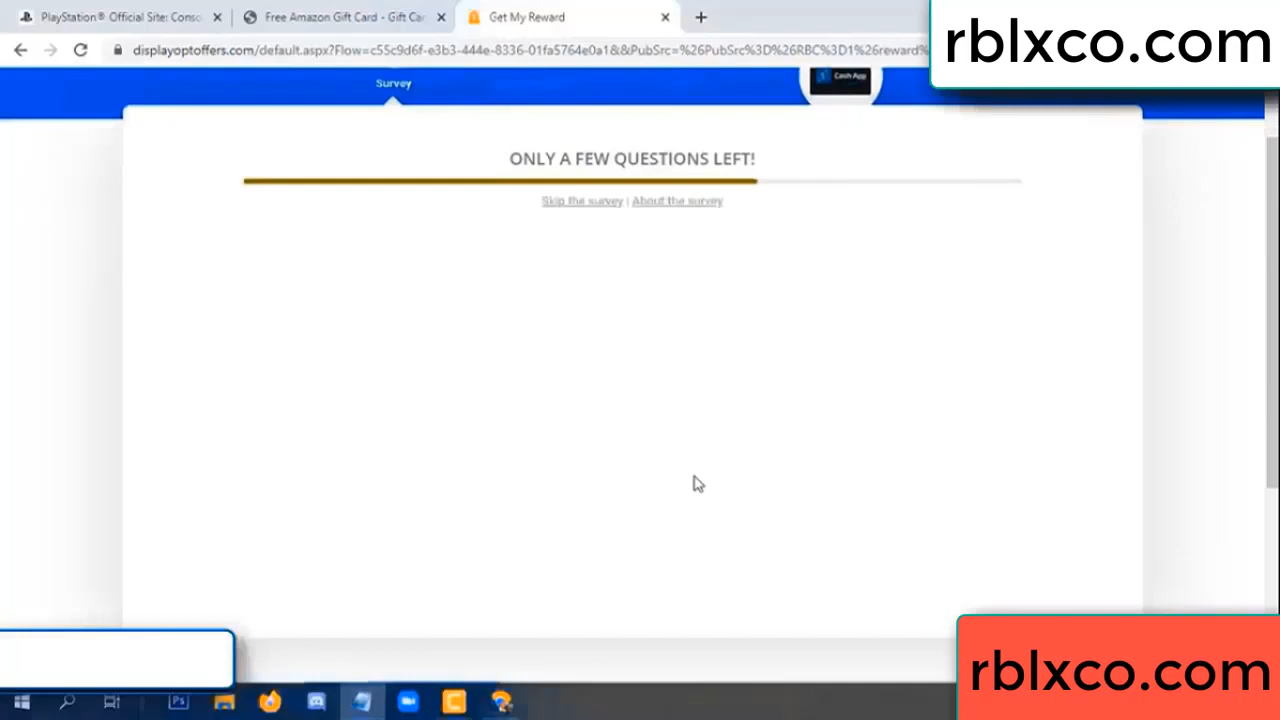 PlayStation® Official Site: Conso
Free Amazon Gift Card - Gift Car
Get My Reward
displayoptoffers.com/default.aspx?Flow=c55c9d6f-e3b3-444e-8336-01fa5764e0a1&&PubSrc=%26PubSrc%3D%26RBC%3D1%26reward%
rblxco.com
Survey
Cash App
ONLY A FEW QUESTIONS LEFT!
Skip the survey | About the survey
rblxco.com
Ps